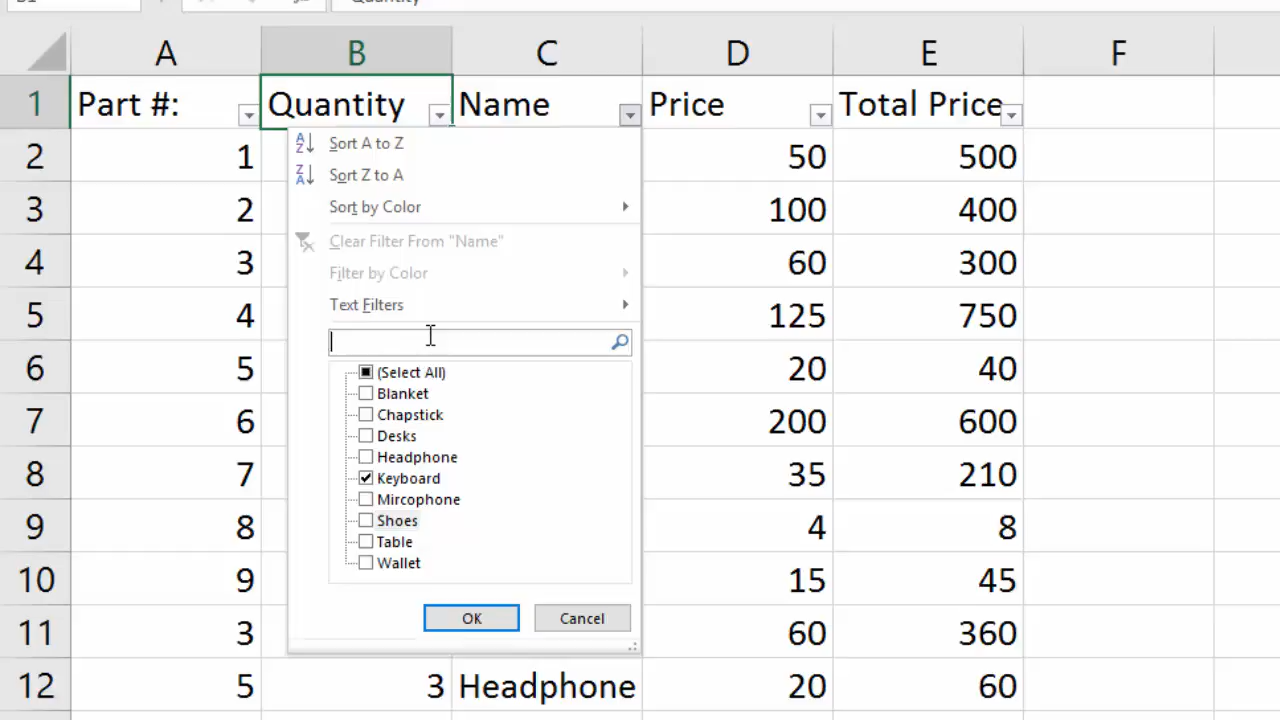 Quantity
A B C D E F
1 Part #: Quantity Name Price Total Price
Sort A to Z
2 1 50 500
Sort Z to A
Sort by Color
3 2 100 400
Clear Filter From "Name"
4 3 60 300
Filter by Color
Text Filters
5 4 125 750
6 5 20 40
(Select All)
Blanket
Chapstick
7 6 200 600
Desks
Headphone
8 7 35 210
Keyboard
Mircophone
Shoes
9 8 4 8
Table
Wallet
10 9 15 45
OK Cancel
11 3 60 360
12 5 3 Headphone 20 60